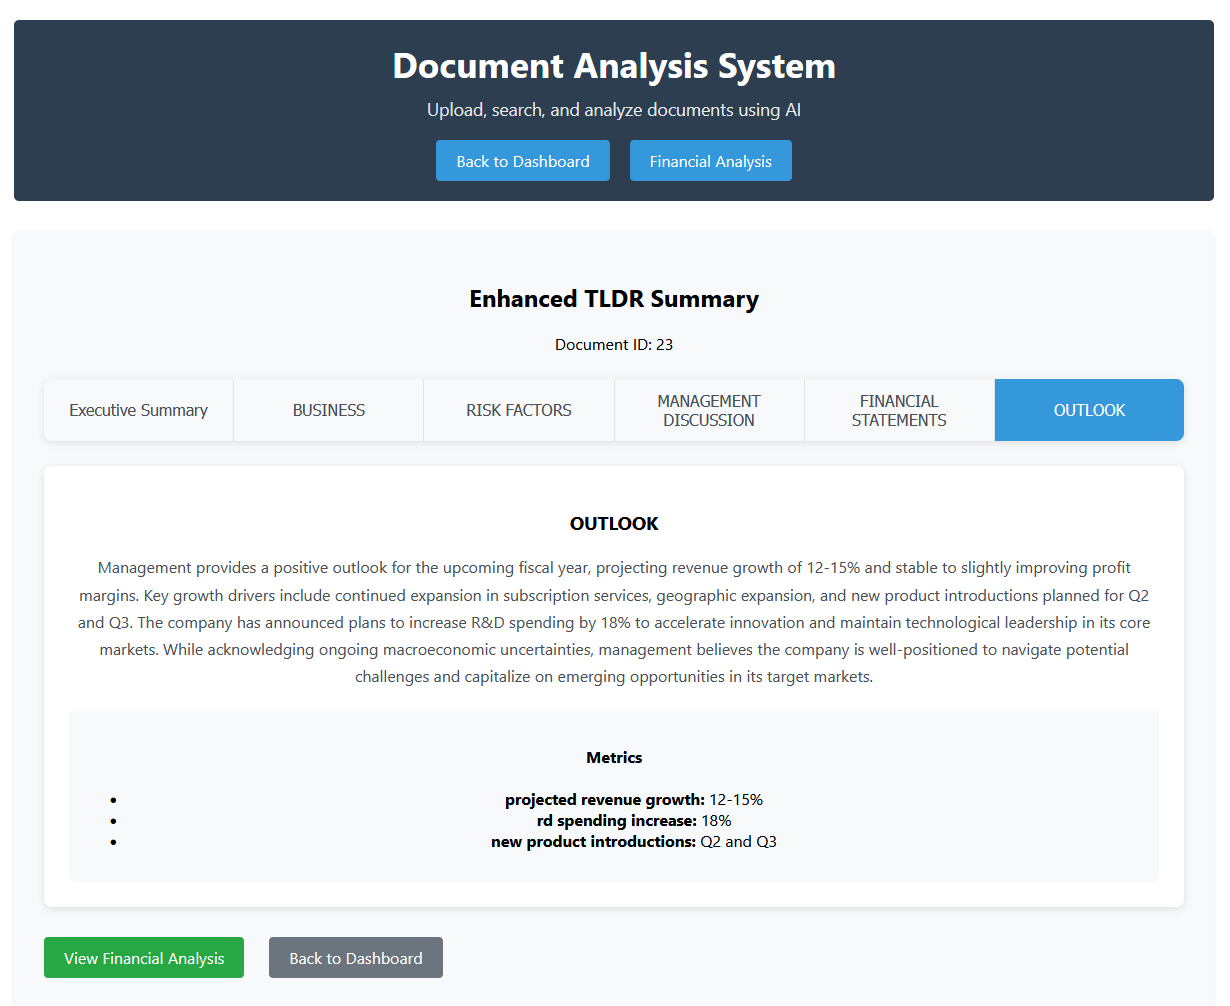 Document Analysis System
Upload, search, and analyze documents using AI
Back to Dashboard
Financial Analysis
Enhanced TLDR Summary
Document ID: 23
Executive Summary
BUSINESS
RISK FACTORS
MANAGEMENT
DISCUSSION
FINANCIAL
STATEMENTS
OUTLOOK
OUTLOOK
Management provides a positive outlook for the upcoming fiscal year, projecting revenue growth of 12-15% and stable to slightly improving profit
margins. Key growth drivers include continued expansion in subscription services, geographic expansion, and new product introductions planned for Q2
and Q3. The company has announced plans to increase R&D spending by 18% to accelerate innovation and maintain technological leadership in its core
markets. While acknowledging ongoing macroeconomic uncertainties, management believes the company is well-positioned to navigate potential
challenges and capitalize on emerging opportunities in its target markets.
Metrics
• projected revenue growth: 12-15%
• rd spending increase: 18%
• new product introductions: Q2 and Q3
View Financial Analysis
Back to Dashboard